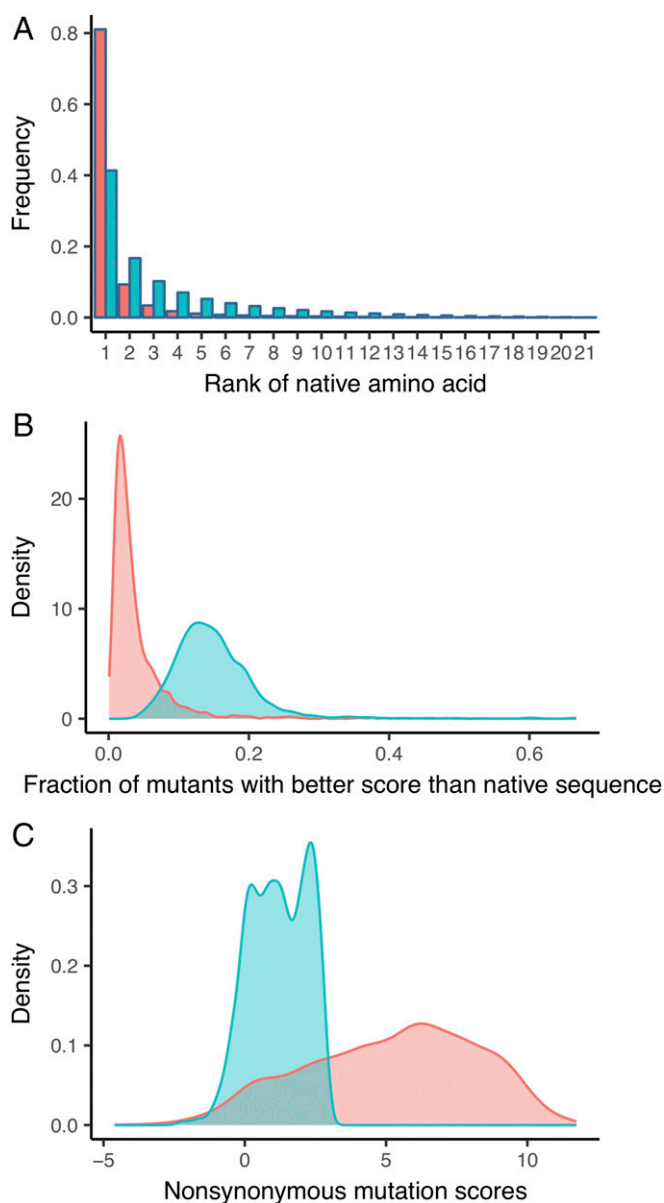 A
Frequency
0.8
0.6
0.4
0.2
0.0
1 2 3 4 5 6 7 8 9 10 11 12 13 14 15 16 17 18 19 20 21
Rank of native amino acid
B
Density
20
10
0
0.0 0.2 0.4 0.6
Fraction of mutants with better score than native sequence
C
Density
0.3
0.2
0.1
0.0
−5 0 5 10
Nonsynonymous mutation scores